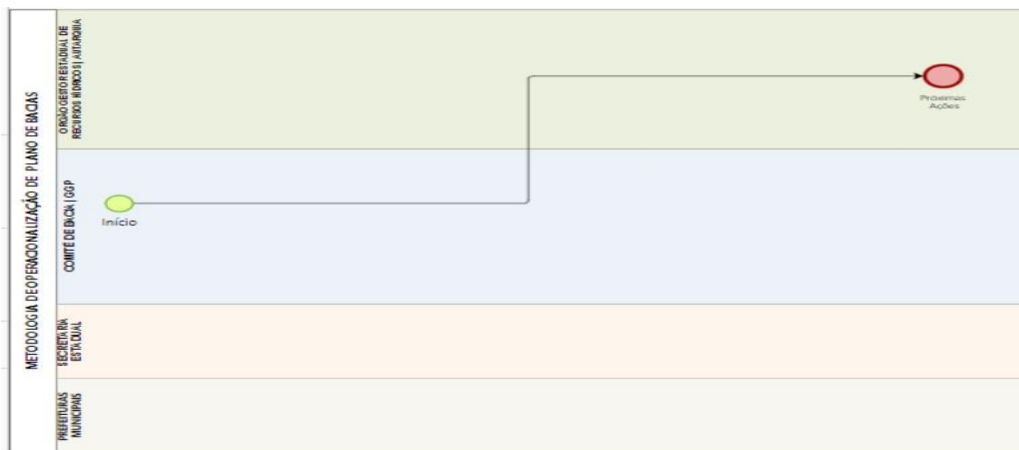 METODOLOGIA DE OPERACIONALIZAÇÃO DE PLANO DE BACIAS
ORGÃO GESTOR ESTADUAL DE
RECURSOS HÍDRICOS | AUTARQUIA
COMITÊ DE BACIA | GGP
SECRETARIA
ESTADUAL
PREFEITURAS
MUNICIPAIS
Início
Próximas
Ações